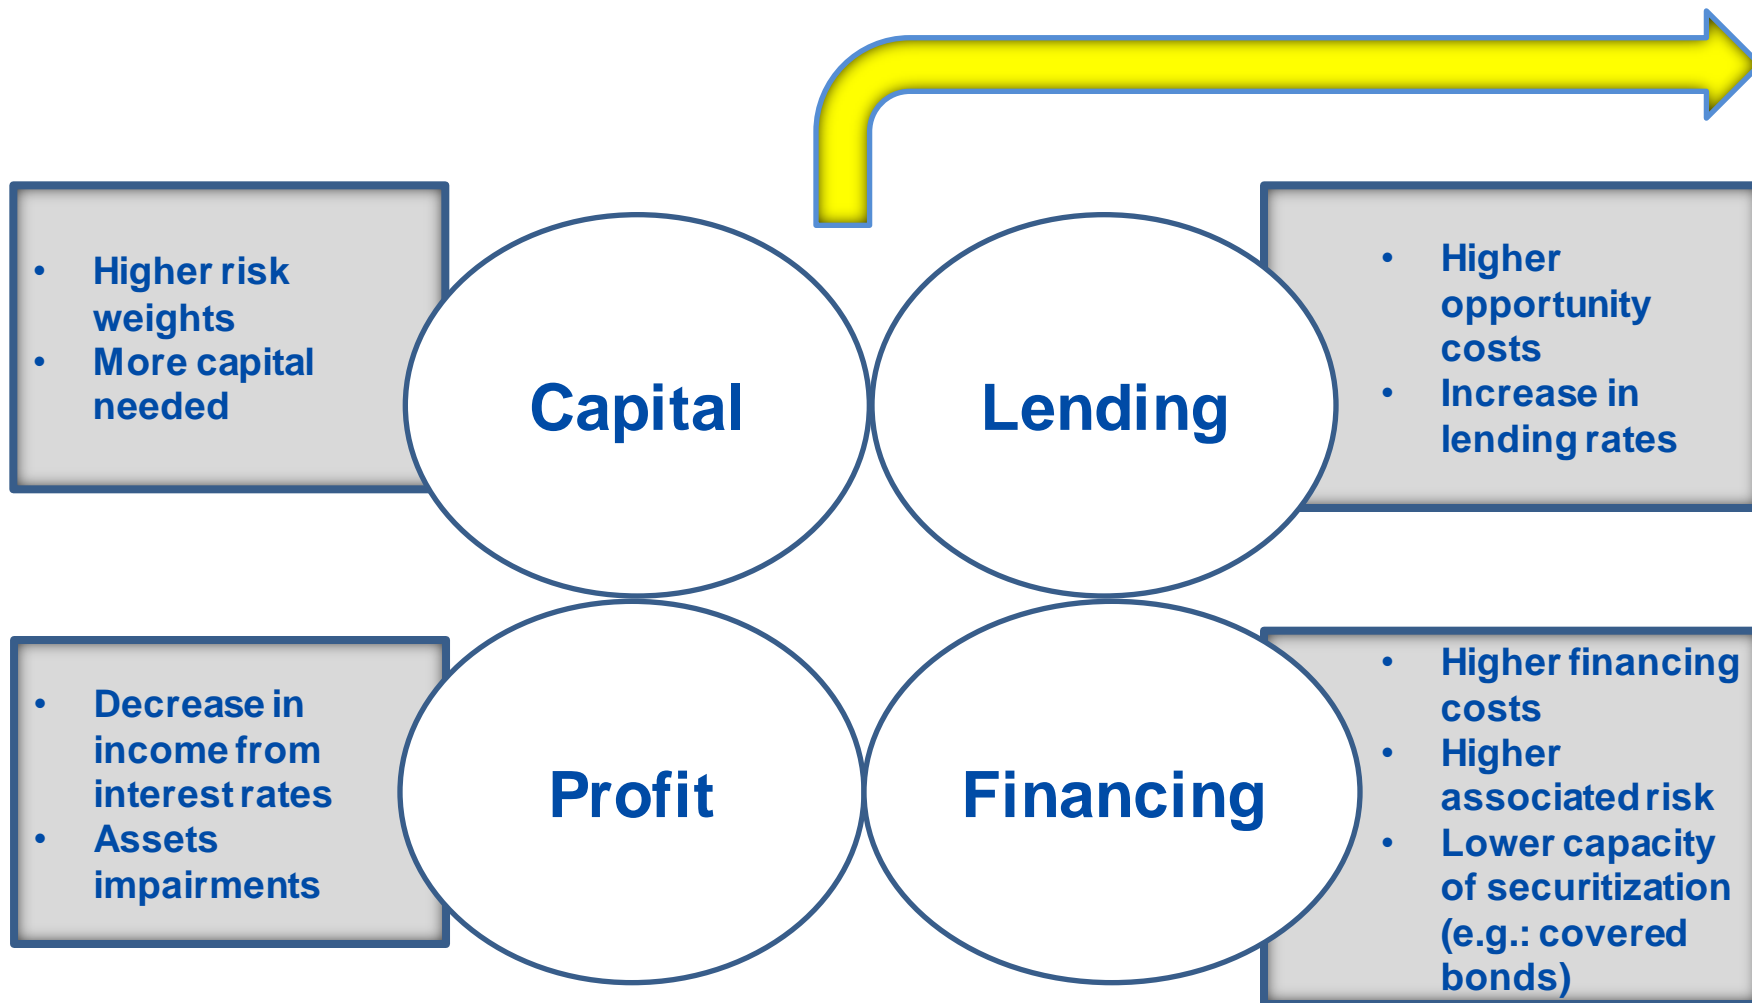 • Higher risk
weights
• More capital
needed
Capital
Lending
• Higher
opportunity
costs
• Increase in
lending rates
• Decrease in
income from
interest rates
• Assets
impairments
Profit
Financing
• Higher financing
costs
• Higher
associated risk
• Lower capacity
of securitization
(e.g.: covered
bonds)